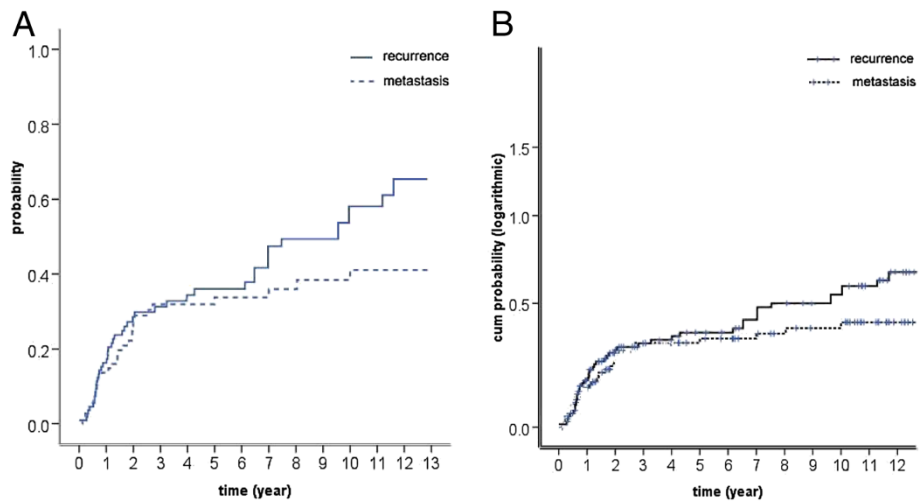 A
recurrence
metastasis
probability
1.0
0.8
0.6
0.4
0.2
0.0
0 1 2 3 4 5 6 7 8 9 10 11 12 13
time (year)
B
recurrence
metastasis
cum probability (logarithmic)
1.5
1.0
0.5
0.0
0 1 2 3 4 5 6 7 8 9 10 11 12
time (year)